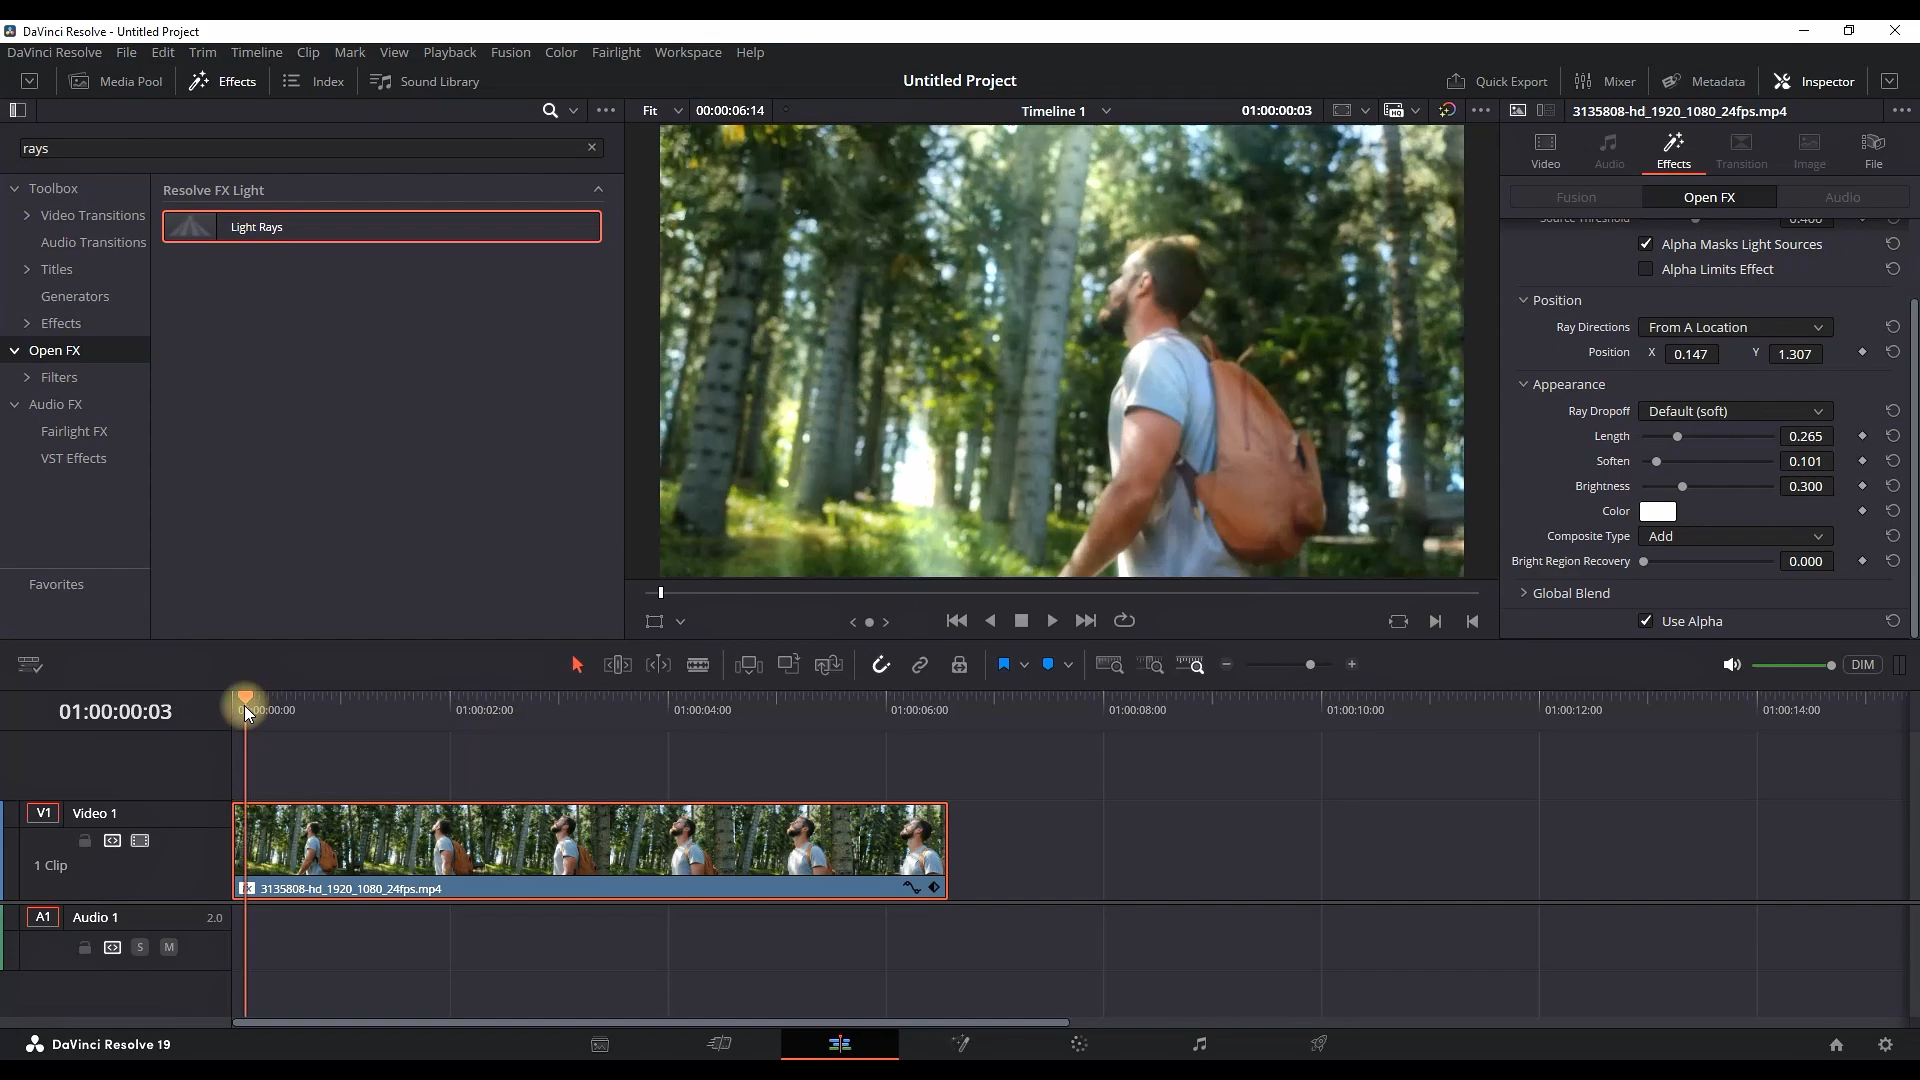 DaVinci Resolve - Untitled Project
DaVinci Resolve File Edit Trim Timeline Clip Mark View Playback Fusion Color Fairlight Workspace Help
Media Pool Effects Index Sound Library Untitled Project Quick Export Mixer Metadata Inspector
Fit 00:00:06:14 Timeline 1 01:00:00:03 3135808-hd_1920_1080_24fps.mp4
rays
Video Audio Effects Transition Image File
Toolbox
Resolve FX Light
Fusion Open FX Audio
Video Transitions
Light Rays
Source Threshold 0.400
Audio Transitions
Alpha Masks Light Sources
Titles
Alpha Limits Effect
Generators
Position
Effects
Ray Directions From A Location
Open FX
Position X 0.147 Y 1.307
Filters
Appearance
Audio FX
Ray Dropoff Default (soft)
Fairlight FX
Length 0.265
VST Effects
Soften 0.101
Brightness 0.300
Color
Composite Type Add
Bright Region Recovery 0.000
Favorites
Global Blend
Use Alpha
DIM
01:00:00:03
01:00:02:00 01:00:04:00 01:00:06:00 01:00:08:00 01:00:10:00 01:00:12:00 01:00:14:00
V1 Video 1
1 Clip
fx 3135808-hd_1920_1080_24fps.mp4
A1 Audio 1 2.0
S M
DaVinci Resolve 19